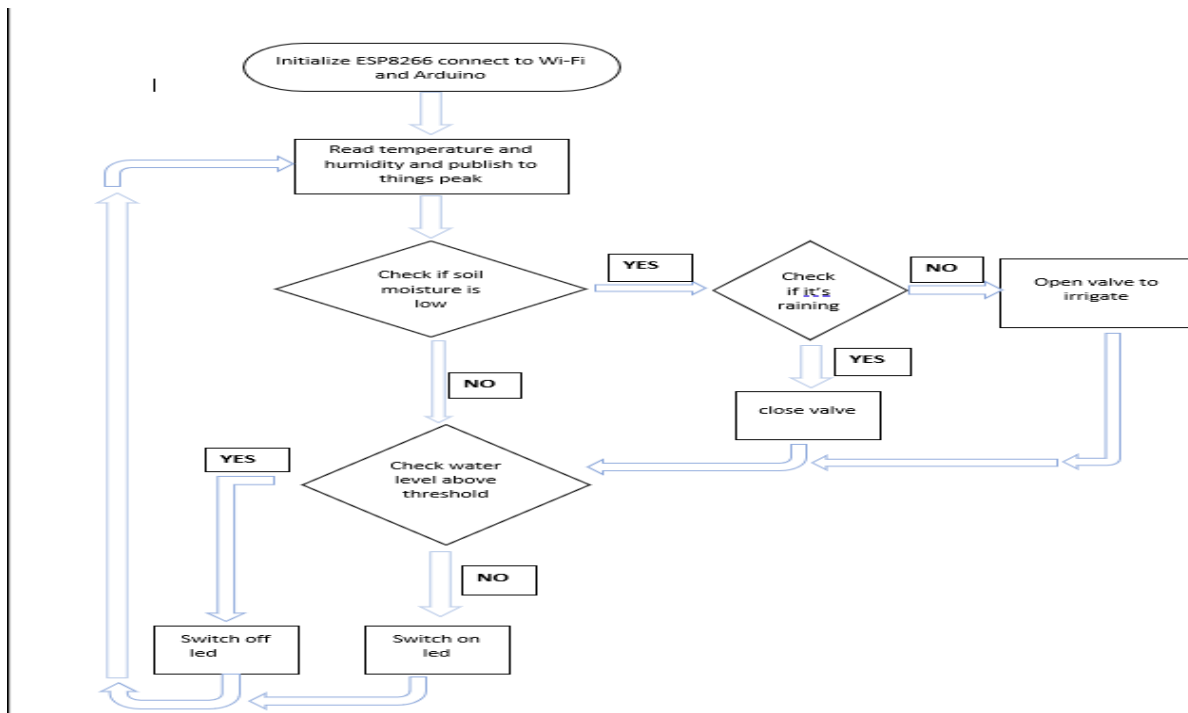 Initialize ESP8266 connect to Wi-Fi
and Arduino
Read temperature and
humidity and publish to
things peak
Check if soil
moisture is
low
YES
Check
if it's
raining
NO
Open valve to
irrigate
YES
NO
close valve
YES
Check water
level above
threshold
NO
Switch off
led
Switch on
led